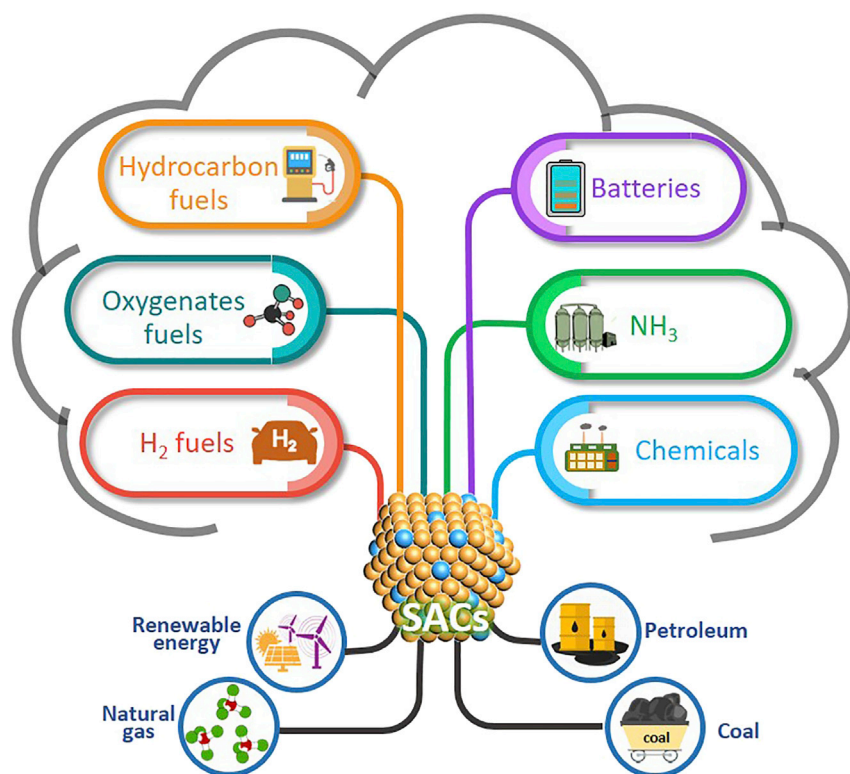 Hydrocarbon
fuels
Batteries
Oxygenates
fuels
NH₃
H₂ fuels
H₂
Chemicals
SACs
Renewable
energy
Petroleum
Natural
gas
coal
Coal